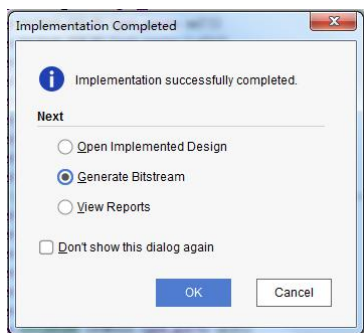 Implementation Completed
Implementation successfully completed.
Next
Open Implemented Design
Generate Bitstream
View Reports
Don't show this dialog again
OK
Cancel